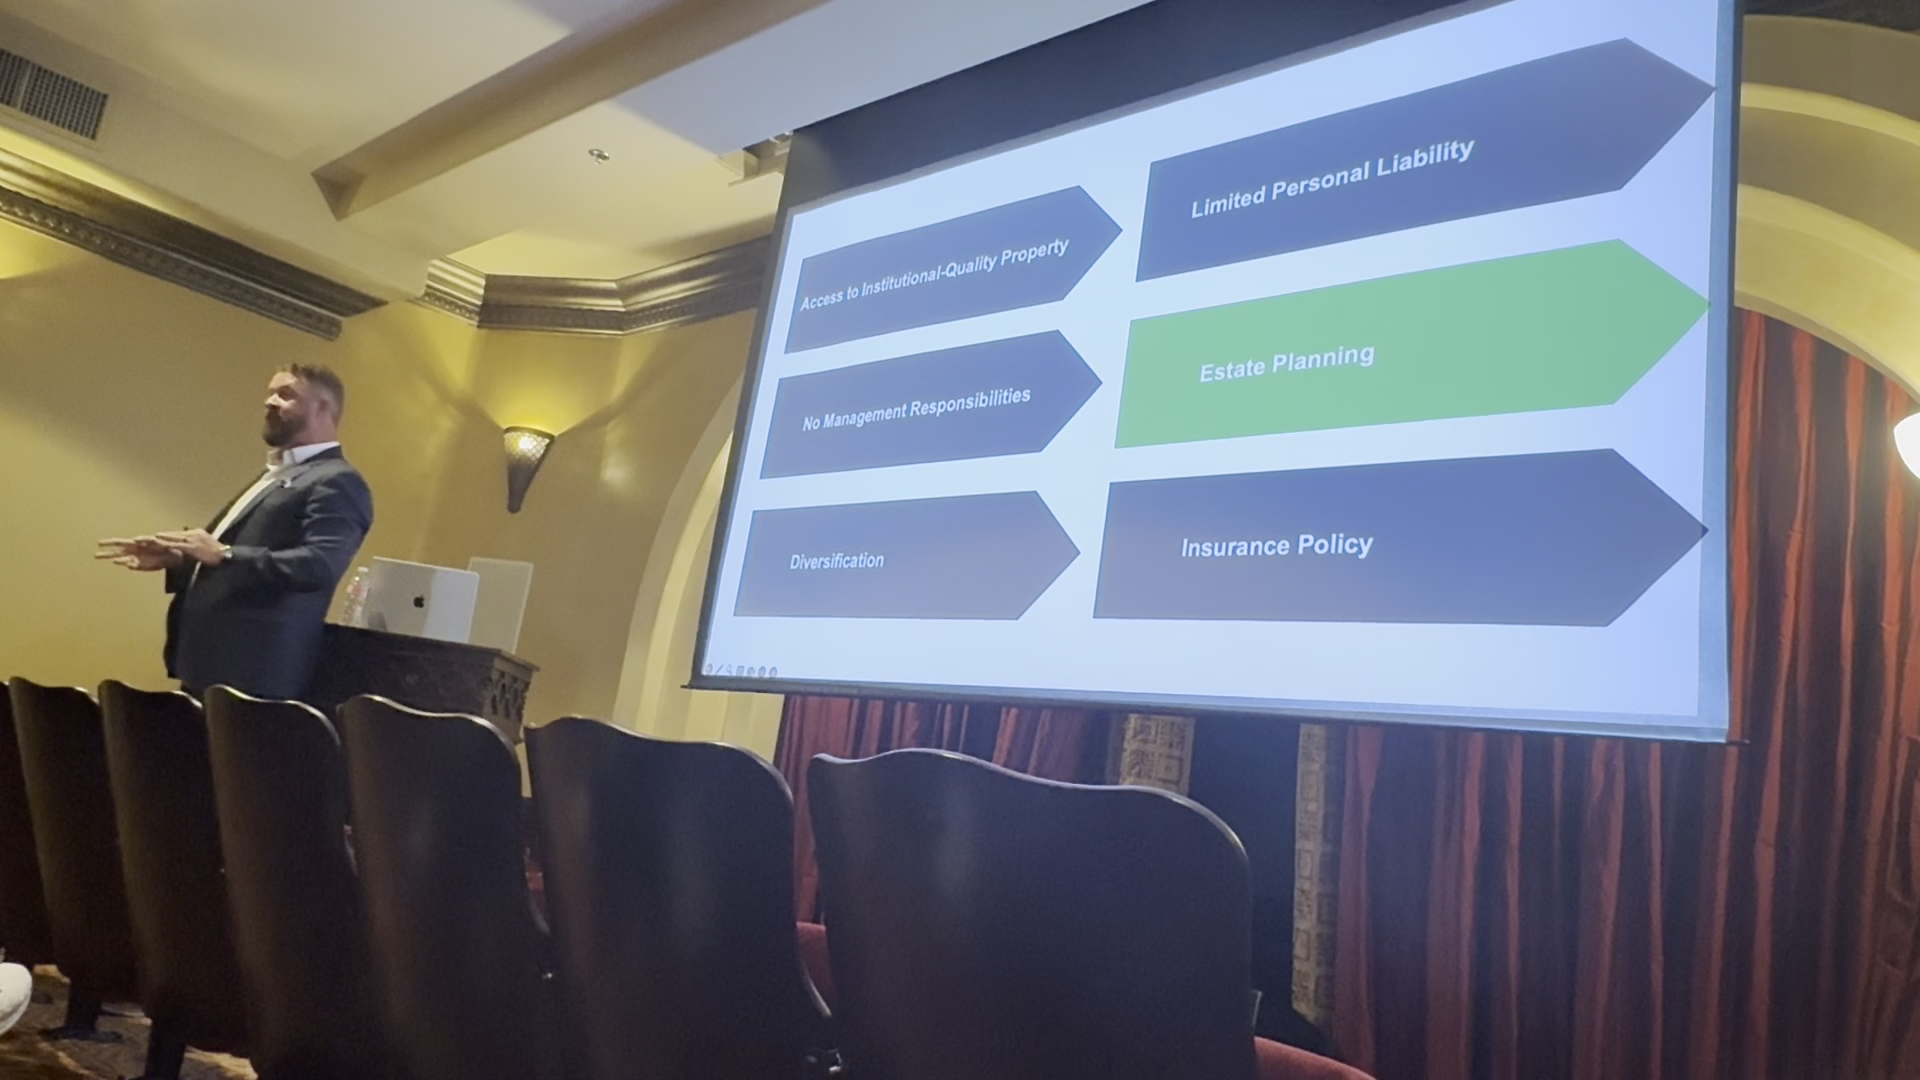 Access to Institutional-Quality Property
No Management Responsibilities
Diversification
Limited Personal Liability
Estate Planning
Insurance Policy